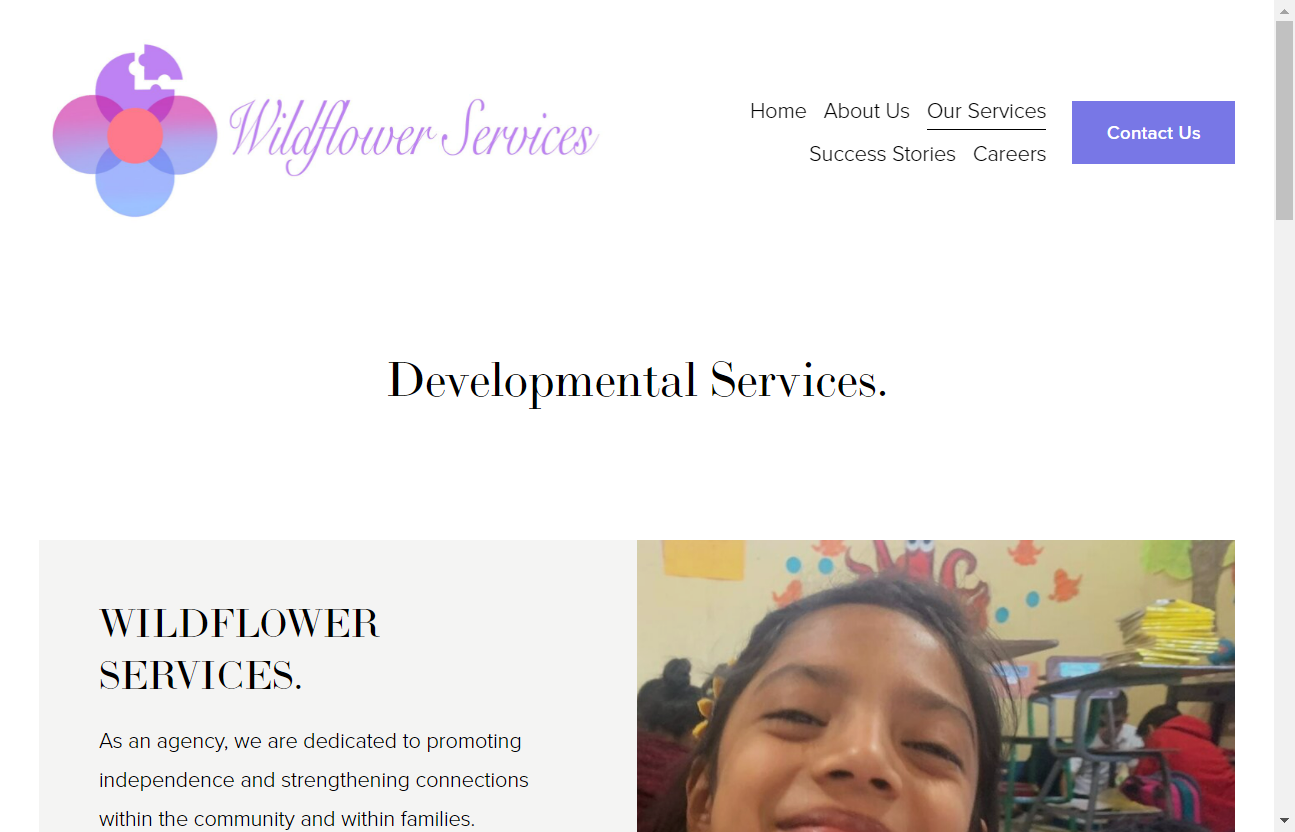 Wildflower Services
Home About Us Our Services
Success Stories Careers
Contact Us
Developmental Services.
WILDFLOWER
SERVICES.
As an agency, we are dedicated to promoting
independence and strengthening connections
within the community and within families.